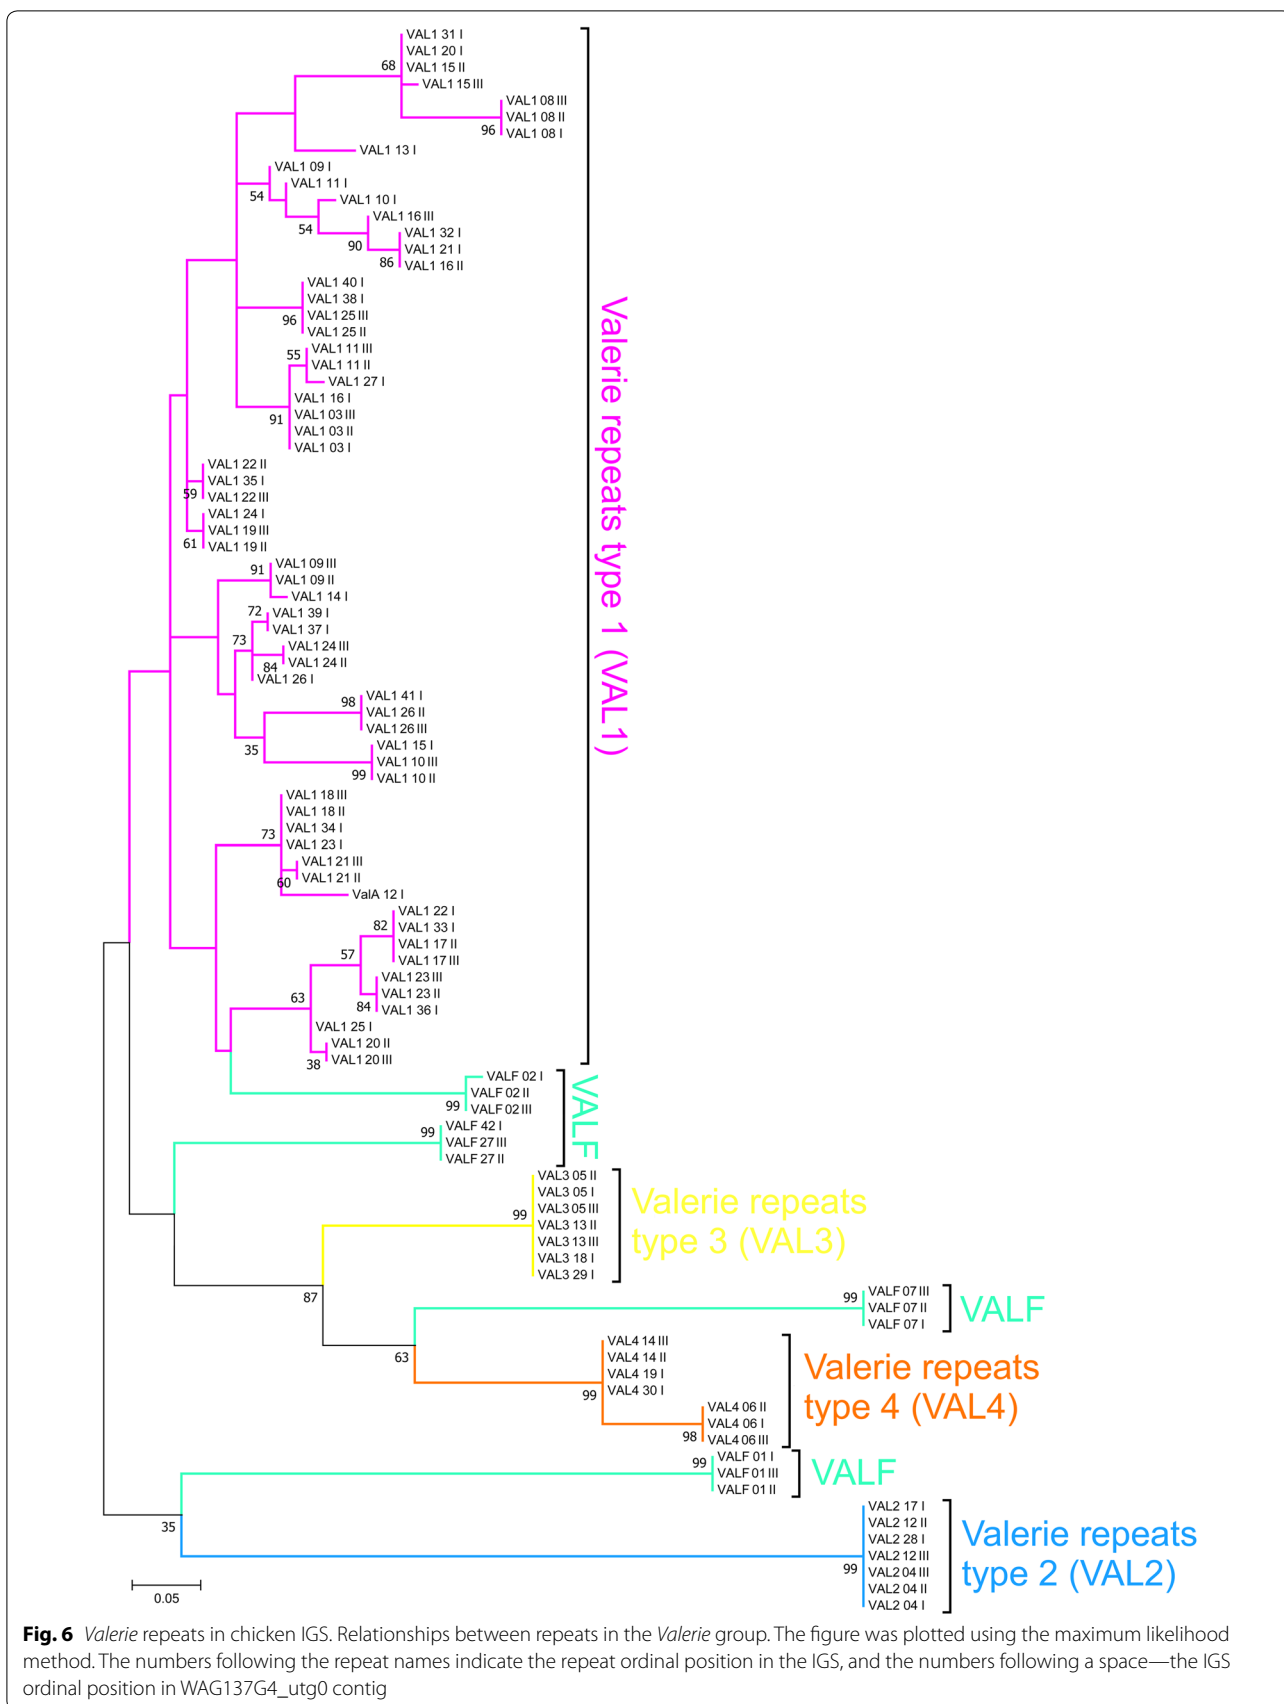 VAL1 31 I
VAL1 20 I
68
VAL1 15 II
VAL1 15 III
VAL1 08 III
VAL1 08 II
96
VAL1 08 I
VAL1 13 I
VAL1 09 I
VAL1 11 I
54
VAL1 10 I
VAL1 16 III
54
VAL1 32 I
90
VAL1 21 I
86
VAL1 16 II
VAL1 40 I
VAL1 38 I
96
VAL1 25 III
VAL1 25 II
VAL1 11 III
55
VAL1 11 II
VAL1 27 I
VAL1 16 I
91
VAL1 03 III
VAL1 03 II
VAL1 03 I
VAL1 22 II
VAL1 35 I
59
VAL1 22 III
VAL1 24 I
VAL1 19 III
61
VAL1 19 II
91
VAL1 09 III
VAL1 09 II
VAL1 14 I
72
VAL1 39 I
VAL1 37 I
73
VAL1 24 III
84
VAL1 24 II
VAL1 26 I
98
VAL1 41 I
VAL1 26 II
VAL1 26 III
35
VAL1 15 I
VAL1 10 III
99
VAL1 10 II
Valerie repeats type 1 (VAL1)
VAL1 18 III
VAL1 18 II
73
VAL1 34 I
VAL1 23 I
VAL1 21 III
60
VAL1 21 II
ValA 12 I
VAL1 22 I
82
VAL1 33 I
VAL1 17 II
57
VAL1 17 III
VAL1 23 III
VAL1 23 II
84
VAL1 36 I
63
VAL1 25 I
VAL1 20 II
38
VAL1 20 III
VALF 02 I
VALF 02 II
99
VALF 02 III
99
VALF 42 I
VALF 27 III
VALF 27 II
VALF
VAL3 05 II
VAL3 05 I
99
VAL3 05 III
VAL3 13 II
VAL3 13 III
VAL3 18 I
VAL3 29 I
Valerie repeats
type 3 (VAL3)
87
99
VALF 07 III
VALF 07 II
VALF 07 I
VALF
63
VAL4 14 III
VAL4 14 II
VAL4 19 I
99
VAL4 30 I
VAL4 06 II
VAL4 06 I
98
VAL4 06 III
Valerie repeats
type 4 (VAL4)
99
VALF 01 I
VALF 01 III
VALF 01 II
VALF
35
VAL2 17 I
VAL2 12 II
VAL2 28 I
VAL2 12 III
99
VAL2 04 III
VAL2 04 II
VAL2 04 I
Valerie repeats
type 2 (VAL2)
0.05
Fig. 6 Valerie repeats in chicken IGS. Relationships between repeats in the Valerie group. The figure was plotted using the maximum likelihood
method. The numbers following the repeat names indicate the repeat ordinal position in the IGS, and the numbers following a space—the IGS
ordinal position in WAG137G4_utg0 contig